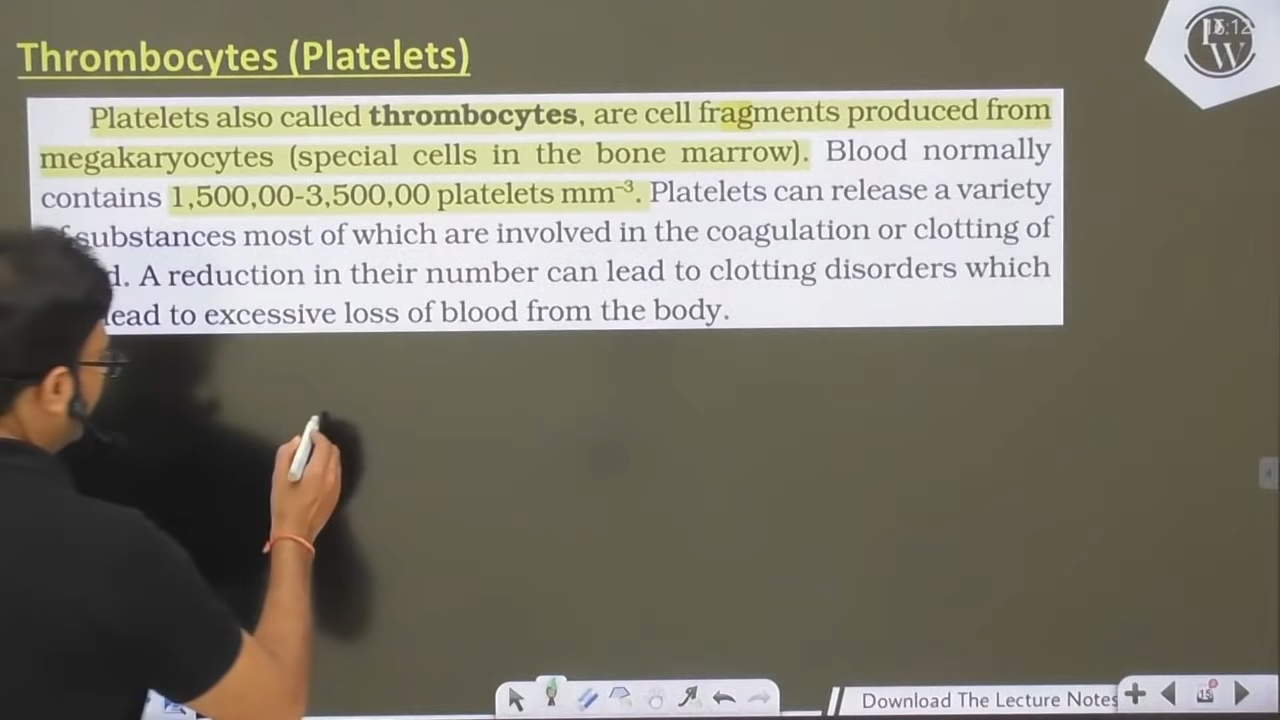 Thrombocytes (Platelets)
Platelets also called thrombocytes, are cell fragments produced from
megakaryocytes (special cells in the bone marrow). Blood normally
contains 1,500,00-3,500,00 platelets mm⁻³. Platelets can release a variety
substances most of which are involved in the coagulation or clotting of
A reduction in their number can lead to clotting disorders which
lead to excessive loss of blood from the body.
W
Download The Lecture Notes
15